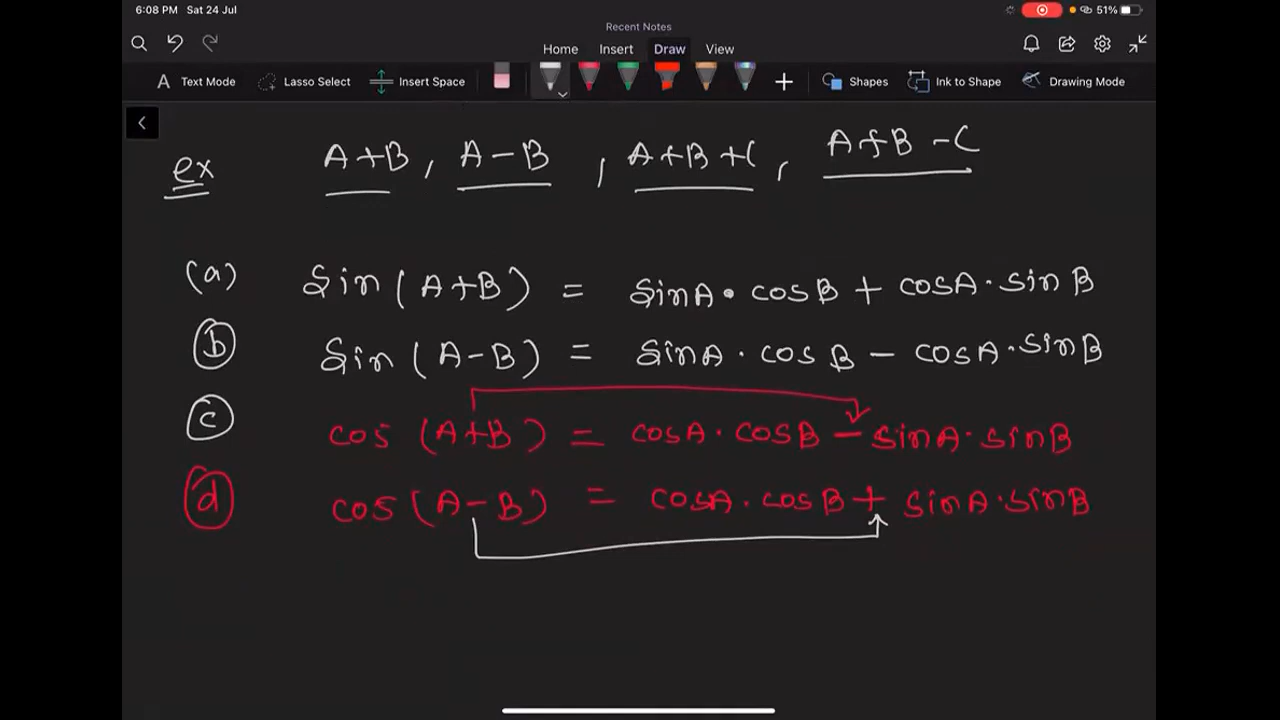 6:08 PM Sat 24 Jul 51%
Recent Notes
Home Insert Draw View
Text Mode Lasso Select Insert Space Shapes Ink to Shape Drawing Mode
ex A+B, A-B, A+B+C, A+B-C
(a) Sin(A+B) = SinA·cosB + cosA·sinB
(b) Sin(A-B) = SinA·cosB - cosA·SinB
(c) cos(A+B) = cosA·cosB - sinA·sinB
(d) cos(A-B) = cosA·cosB + sinA·sinB